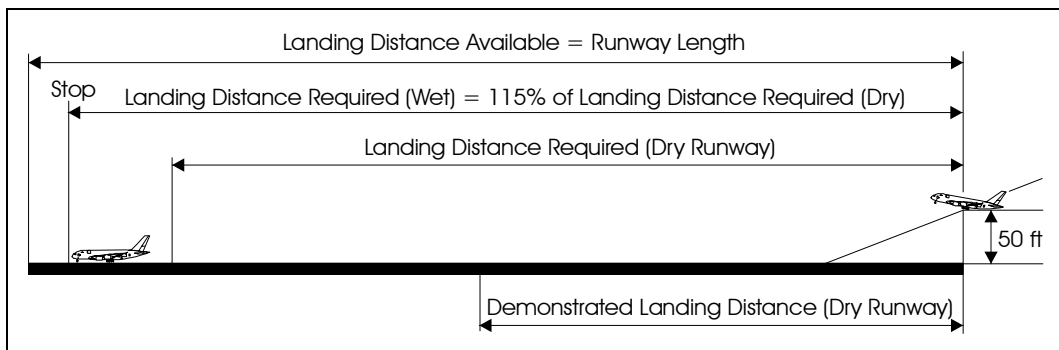 Landing Distance Available = Runway Length
Stop
Landing Distance Required (Wet) = 115% of Landing Distance Required (Dry)
Landing Distance Required (Dry Runway)
50 ft
Demonstrated Landing Distance (Dry Runway)